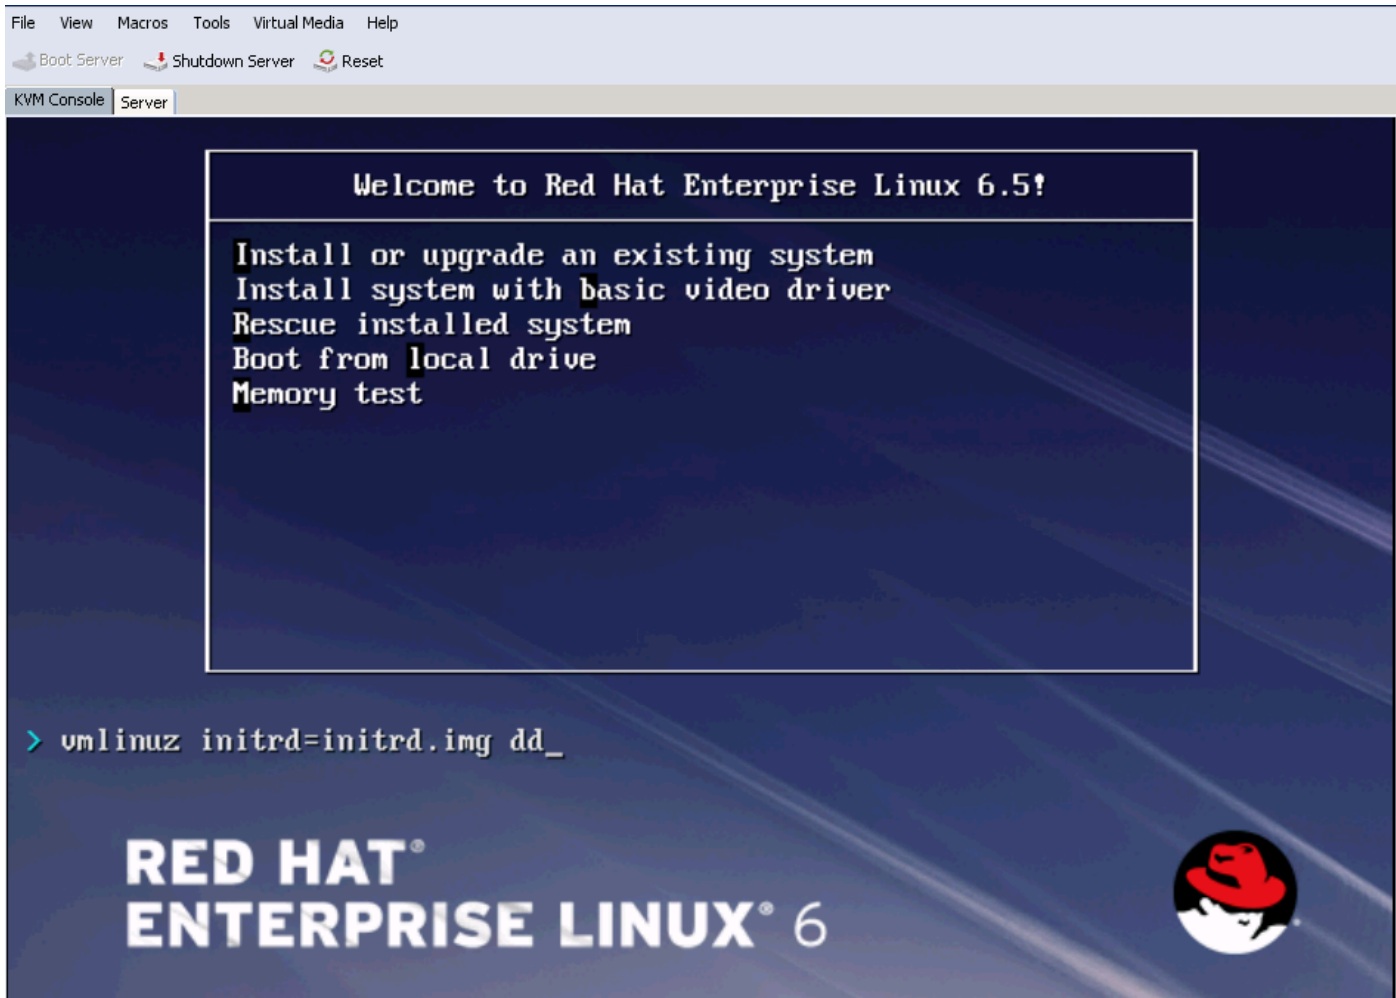 File View Macros Tools Virtual Media Help
Boot Server Shutdown Server Reset
KVM Console Server
Welcome to Red Hat Enterprise Linux 6.5!
Install or upgrade an existing system
Install system with basic video driver
Rescue installed system
Boot from local drive
Memory test
> vmlinuz initrd=initrd.img dd_
RED HAT®
ENTERPRISE LINUX® 6